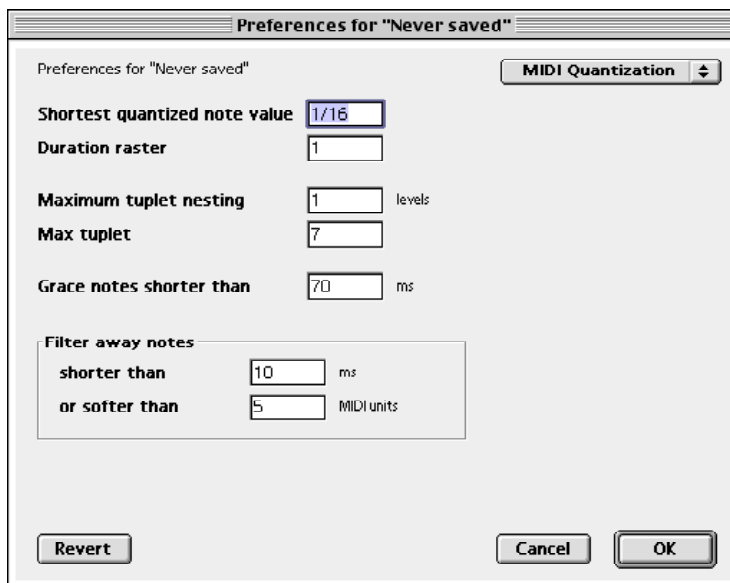 Preferences for "Never saved"
Preferences for "Never saved" MIDI Quantization
Shortest quantized note value 1/16
Duration raster 1
Maximum tuplet nesting 1 levels
Max tuplet 7
Grace notes shorter than 70 ms
Filter away notes
shorter than 10 ms
or softer than 5 MIDI units
Revert Cancel OK